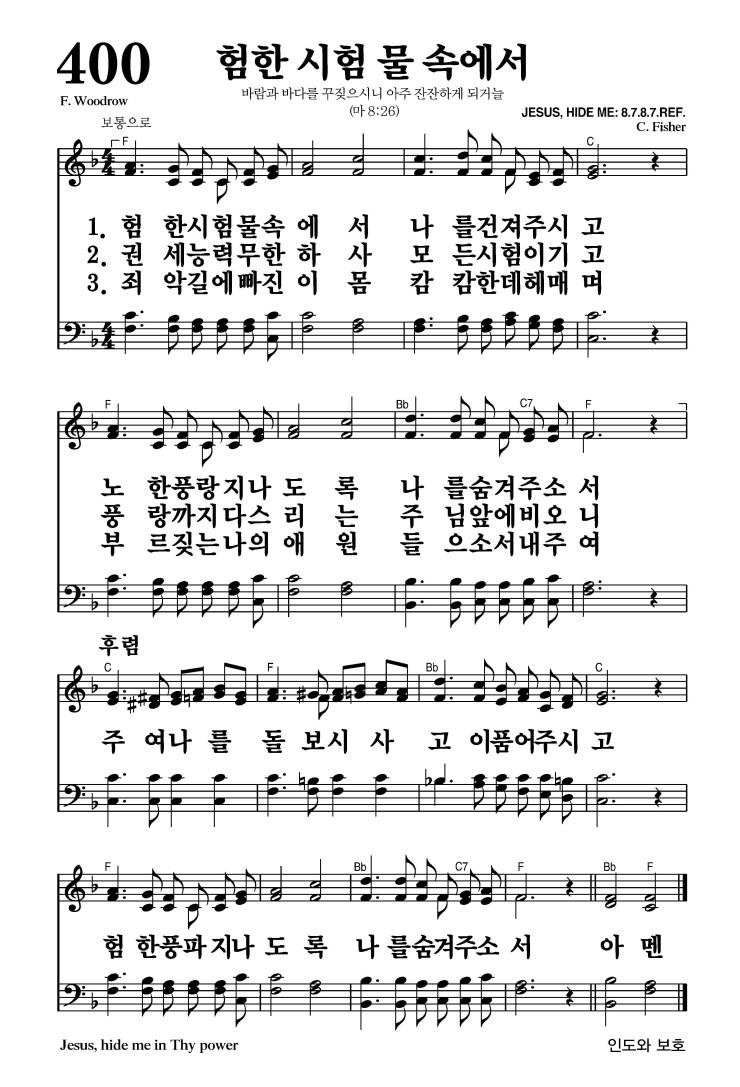 400
험한 시험 물 속에서
바람과 바다를 꾸짖으시니 아주 잔잔하게 되거늘
(마 8:26)
F. Woodrow
JESUS, HIDE ME: 8.7.8.7.REF.
C. Fisher
보통으로
F C
4 4
1. 험 한시험물속 에 서 나 를건져주시 고
2. 권 세능력무한 하 사 모 든시험이기 고
3. 죄 악길에빠진 이 몸 캄 캄한데헤매 며
4 4
F Bb C7 F
노 한풍랑지나 도 록 나 를숨겨주소 서
풍 랑까지다스 리 는 주 님앞에비오 니
부 르짖는나의 애 원 들 으소서내주 여
후렴
C F Bb C
주 여나 를 돌 보시 사 고 이품어주시 고
F Bb C7 F Bb F
험 한풍파지나 도 록 나 를숨겨주소 서 아 멘
Jesus, hide me in Thy power
인도와 보호